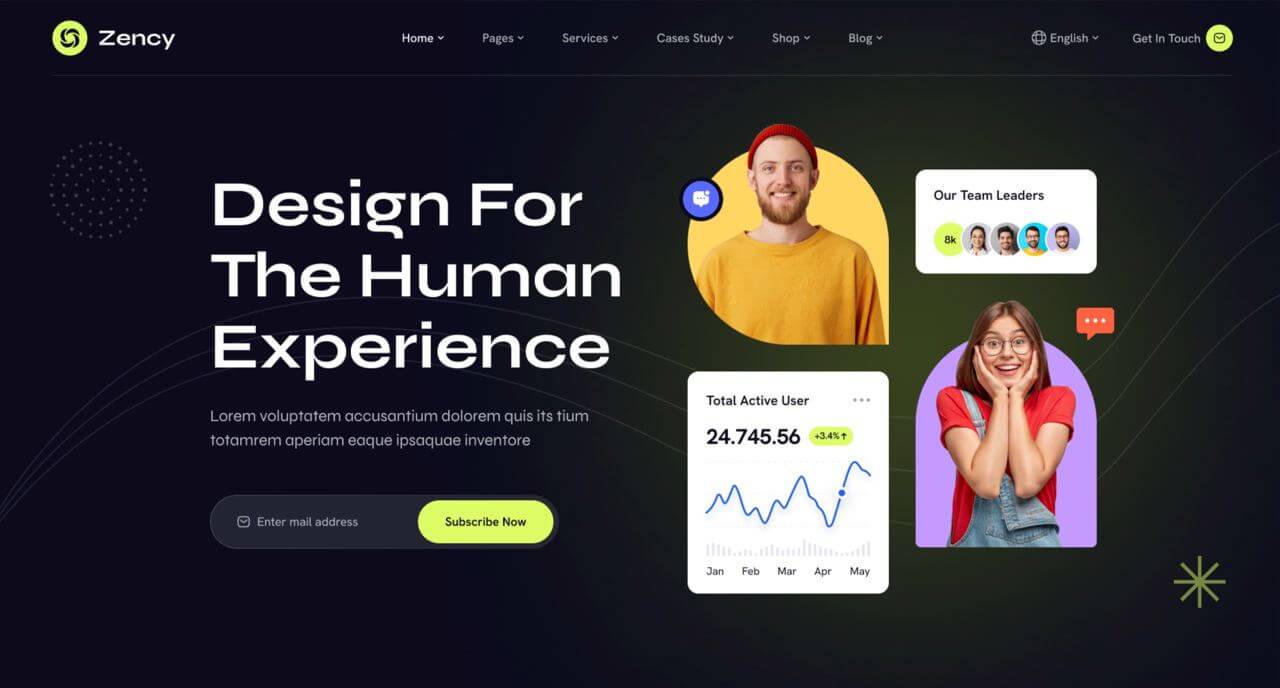 Zency
Home
Pages
Services
Cases Study
Shop
Blog
English
Get In Touch
Design For
The Human
Experience
Lorem voluptatem accusantium dolorem quis its tium
totamrem aperiam eaque ipsaquae inventore
Enter mail address
Subscribe Now
Our Team Leaders
8k
Total Active User
24.745.56
+3.4%↑
Jan Feb Mar Apr May